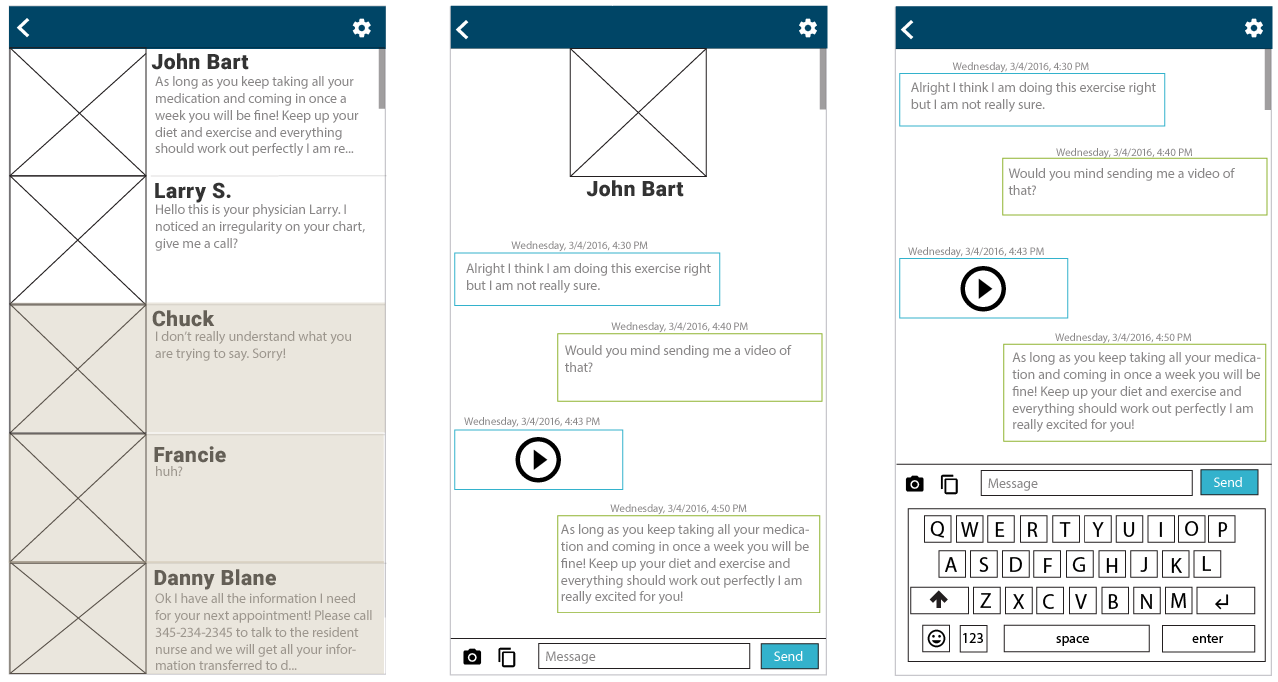 John Bart
As long as you keep taking all your
medication and coming in once a
week you will be fine! Keep up your
diet and exercise and everything
should work out perfectly I am re...
Larry S.
Hello this is your physician Larry. I
noticed an irregularity on your chart,
give me a call?
Chuck
I don't really understand what you
are trying to say. Sorry!
Francie
huh?
Danny Blane
Ok I have all the information I need
for your next appointment! Please call
345-234-2345 to talk to the resident
nurse and we will get all your infor-
mation transferred to d...
John Bart
Wednesday, 3/4/2016, 4:30 PM
Alright I think I am doing this exercise right
but I am not really sure.
Wednesday, 3/4/2016, 4:40 PM
Would you mind sending me a video of
that?
Wednesday, 3/4/2016, 4:43 PM
Wednesday, 3/4/2016, 4:50 PM
As long as you keep taking all your medica-
tion and coming in once a week you will be
fine! Keep up your diet and exercise and
everything should work out perfectly I am
really excited for you!
Message
Send
Wednesday, 3/4/2016, 4:30 PM
Alright I think I am doing this exercise right
but I am not really sure.
Wednesday, 3/4/2016, 4:40 PM
Would you mind sending me a video of
that?
Wednesday, 3/4/2016, 4:43 PM
Wednesday, 3/4/2016, 4:50 PM
As long as you keep taking all your medica-
tion and coming in once a week you will be
fine! Keep up your diet and exercise and
everything should work out perfectly I am
really excited for you!
Message
Send
Q W E R T Y U I O P
A S D F G H J K L
Z X C V B N M
123 space enter